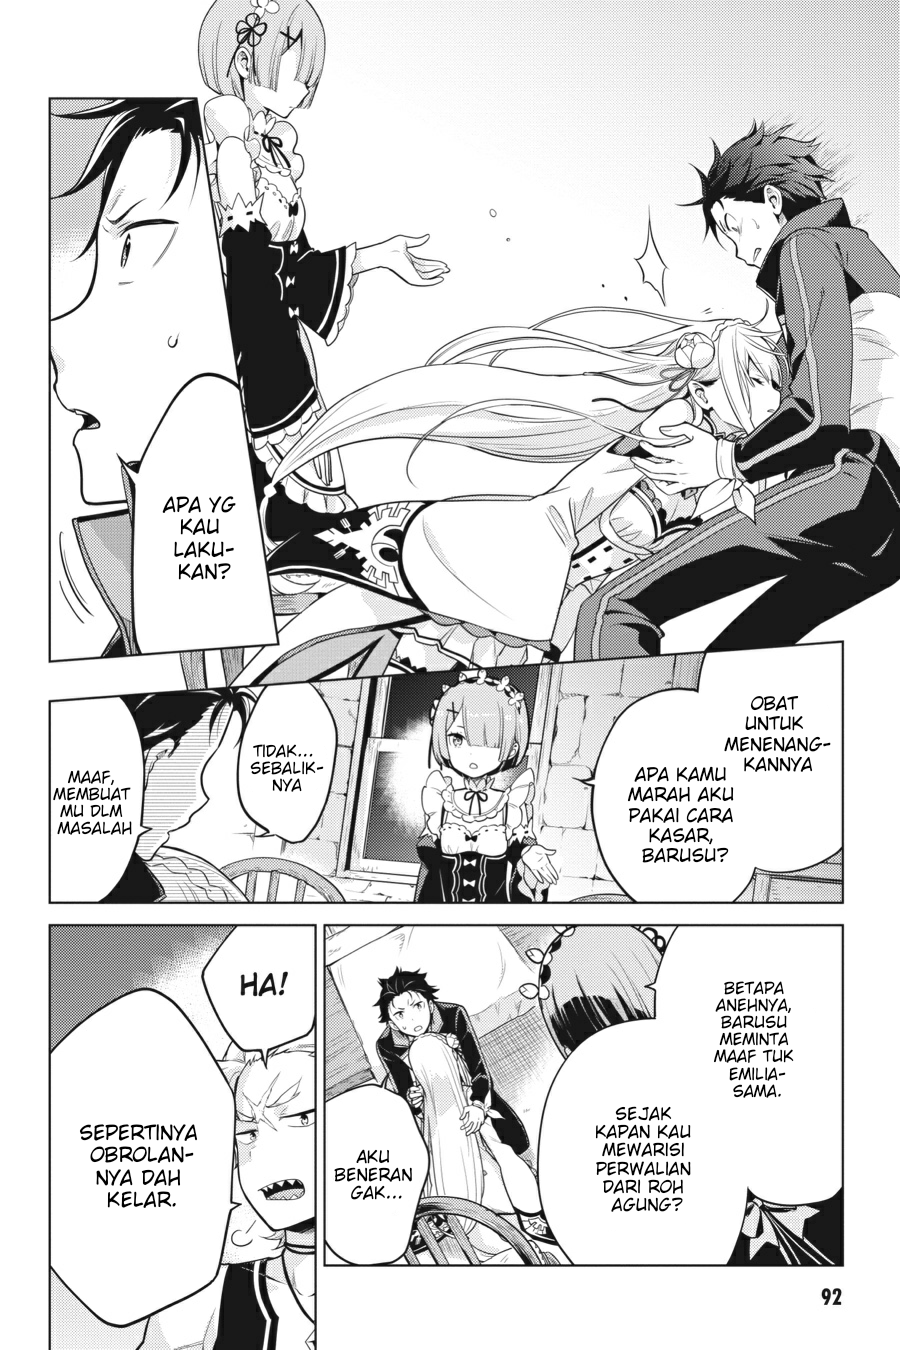 APA YG
KAU
LAKU-
KAN?
OBAT
UNTUK
MENENANG-
KANNYA
APA KAMU
MARAH AKU
PAKAI CARA
KASAR,
BARUSU?
TIDAK...
SEBALIK-
NYA
MAAF,
MEMBUAT
MU DLM
MASALAH
BETAPA
ANEHNYA,
BARUSU
MEMINTA
MAAF TUK
EMILIA-
SAMA.
SEJAK
KAPAN KAU
MEWARISI
PERWALIAN
DARI ROH
AGUNG?
AKU
BENERAN
GAK...
HA!
SEPERTINYA
OBROLAN-
NYA DAH
KELAR.
92